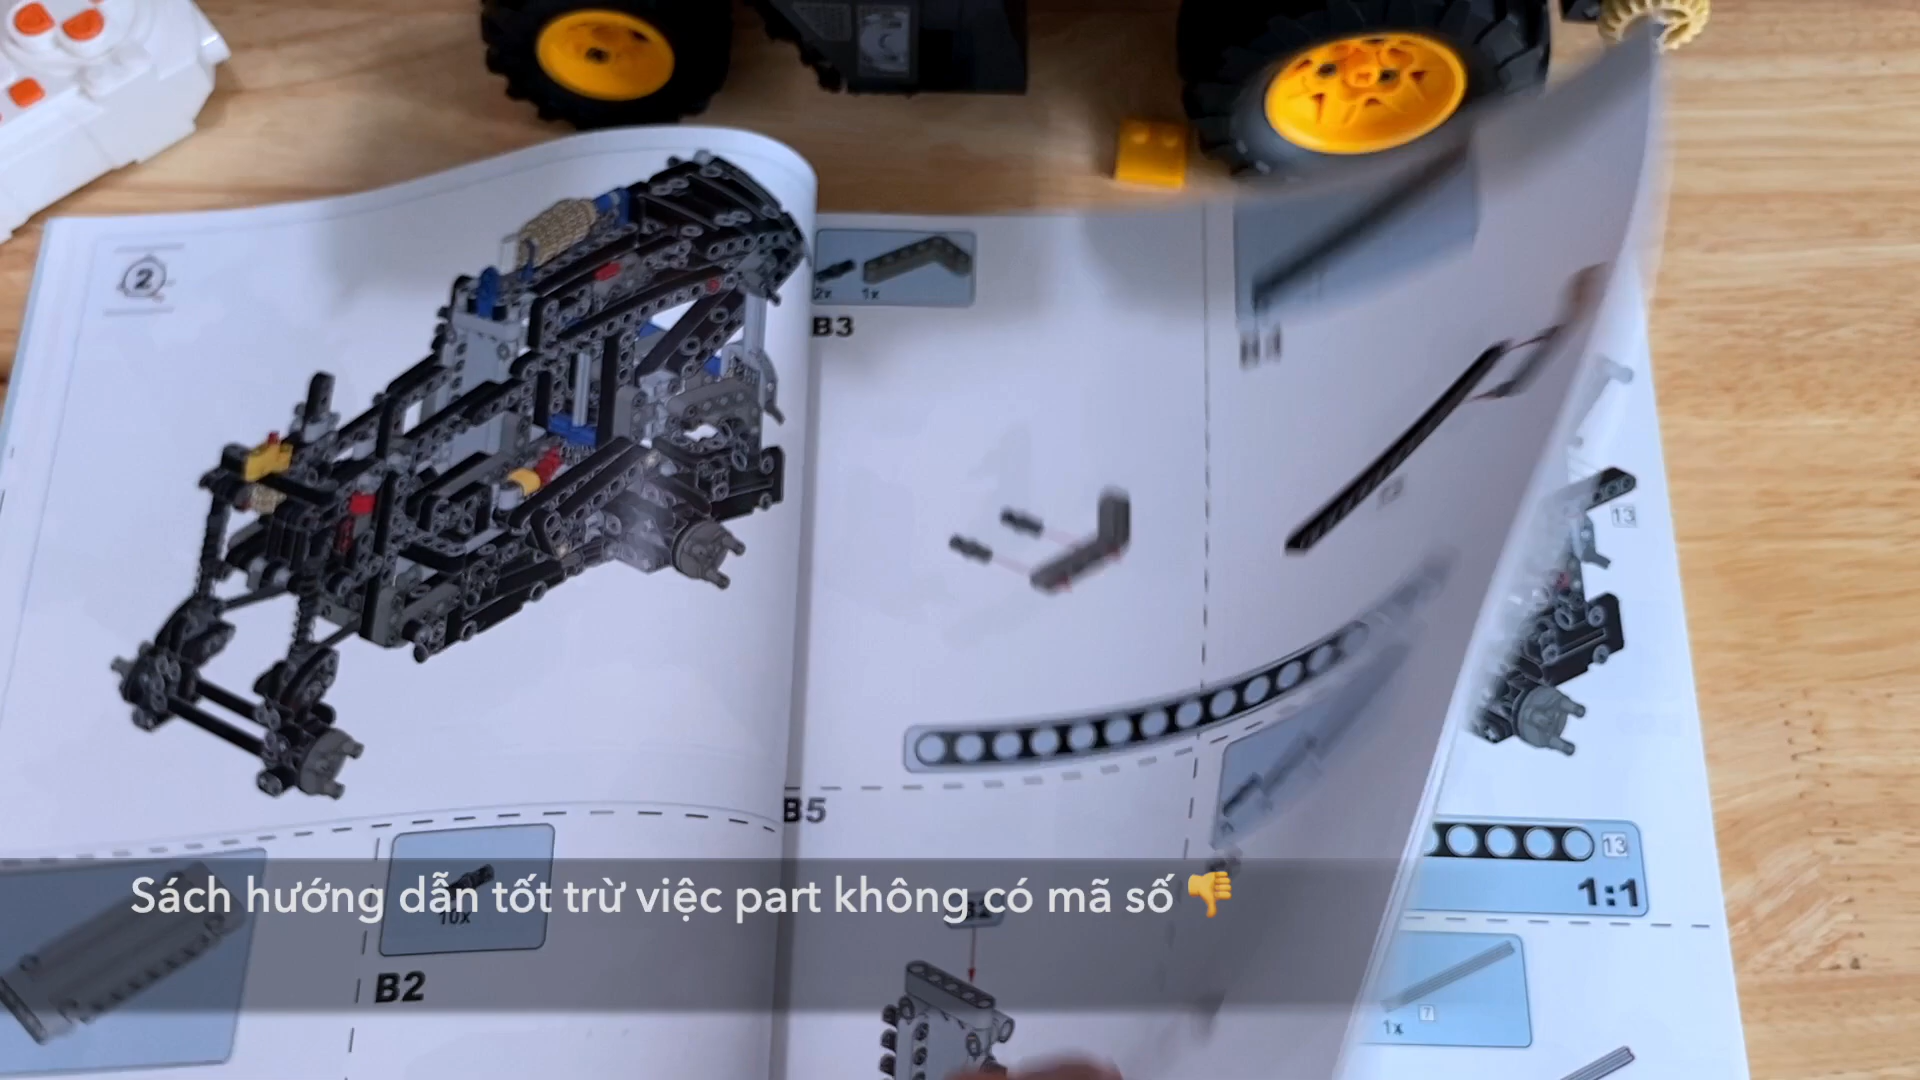 2
2x 1x
B3
13
B5
13
1:1
Sách hướng dẫn tốt trừ việc part không có mã số 👎
10x
B2
7
1x